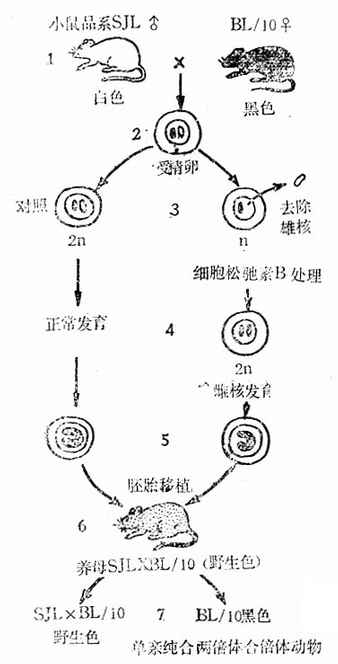 小鼠品系SJL ♂ BL/10♀
1
白色 × 黑色
2
受精卵
对照 3 去除
雄核
2n n
细胞松弛素B处理
正常发育 4
2n
雌核发育
5
胚胎移植
6
养母SJL×BL/10 (野生色)
SJL×BL/10 7 BL/10黑色
野生色 单亲纯合两倍体合倍体动物